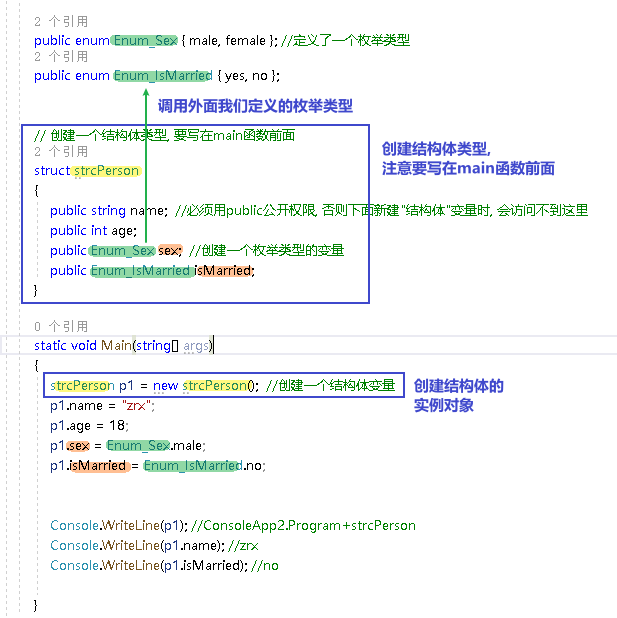 2 个引用
public enum Enum_Sex { male, female }; //定义了一个枚举类型
2 个引用
public enum Enum_IsMarried { yes, no };
调用外面我们定义的枚举类型
// 创建一个结构体类型, 要写在main函数前面
2 个引用
struct strcPerson
创建结构体类型,
注意要写在main函数前面
{
public string name; //必须用public公开权限, 否则下面新建"结构体"变量时, 会访问不到这里
public int age;
public Enum_Sex sex; //创建一个枚举类型的变量
public Enum_IsMarried isMarried;
}
0 个引用
static void Main(string[] args)
{
strcPerson p1 = new strcPerson(); //创建一个结构体变量
创建结构体的
实例对象
p1.name = "zrx";
p1.age = 18;
p1.sex = Enum_Sex.male;
p1.isMarried = Enum_IsMarried.no;
Console.WriteLine(p1); //ConsoleApp2.Program+strcPerson
Console.WriteLine(p1.name); //zrx
Console.WriteLine(p1.isMarried); //no
}